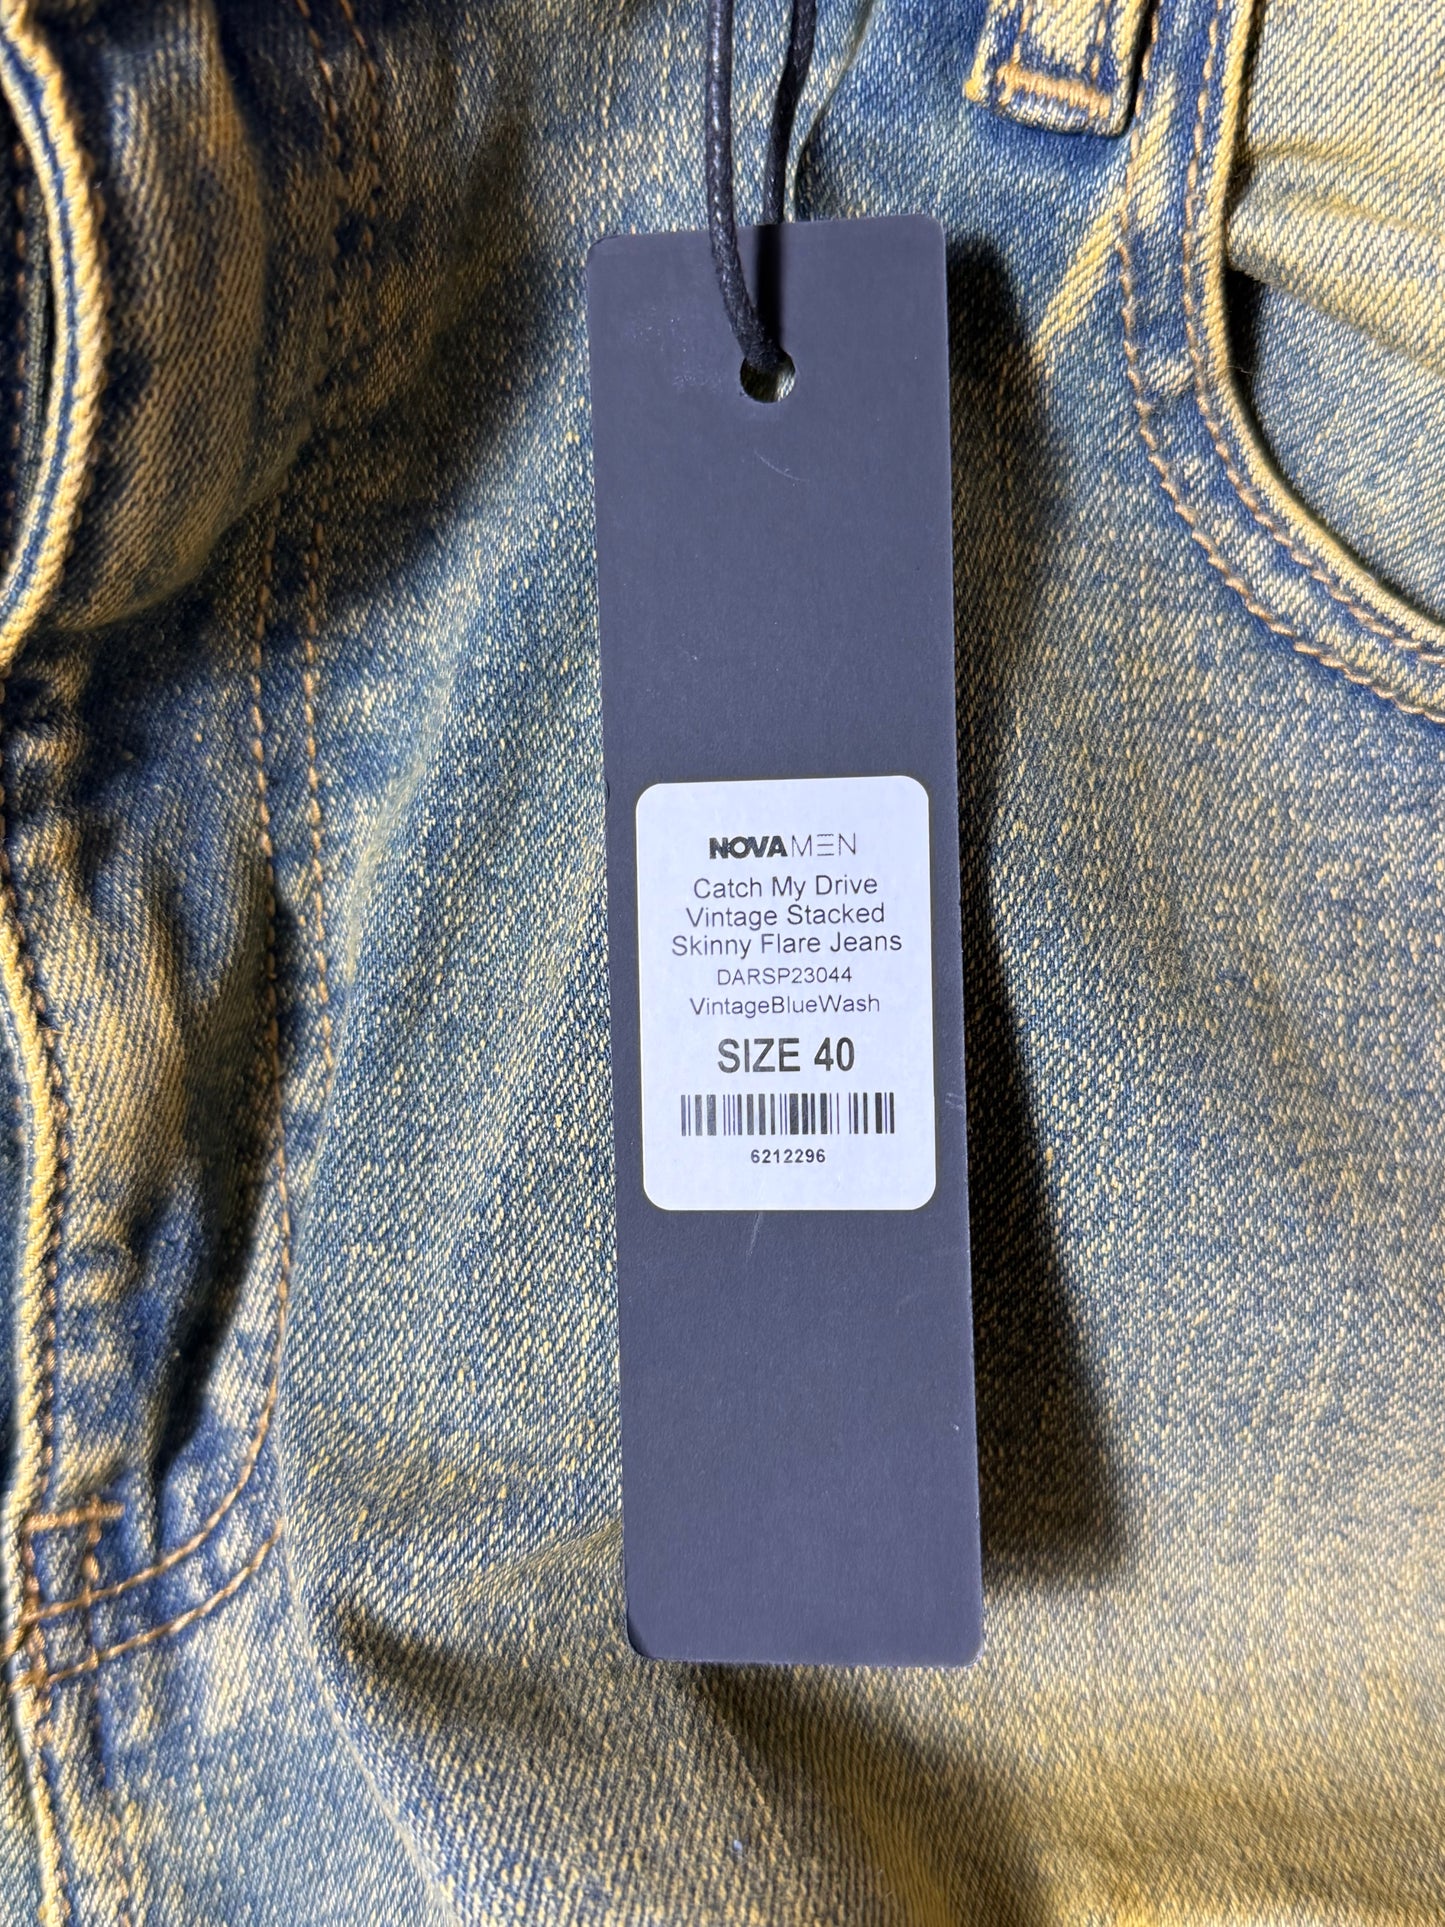 NOVAMEN
Catch My Drive
Vintage Stacked
Skinny Flare Jeans
DARSP23044
VintageBlueWash
SIZE 40
6212296